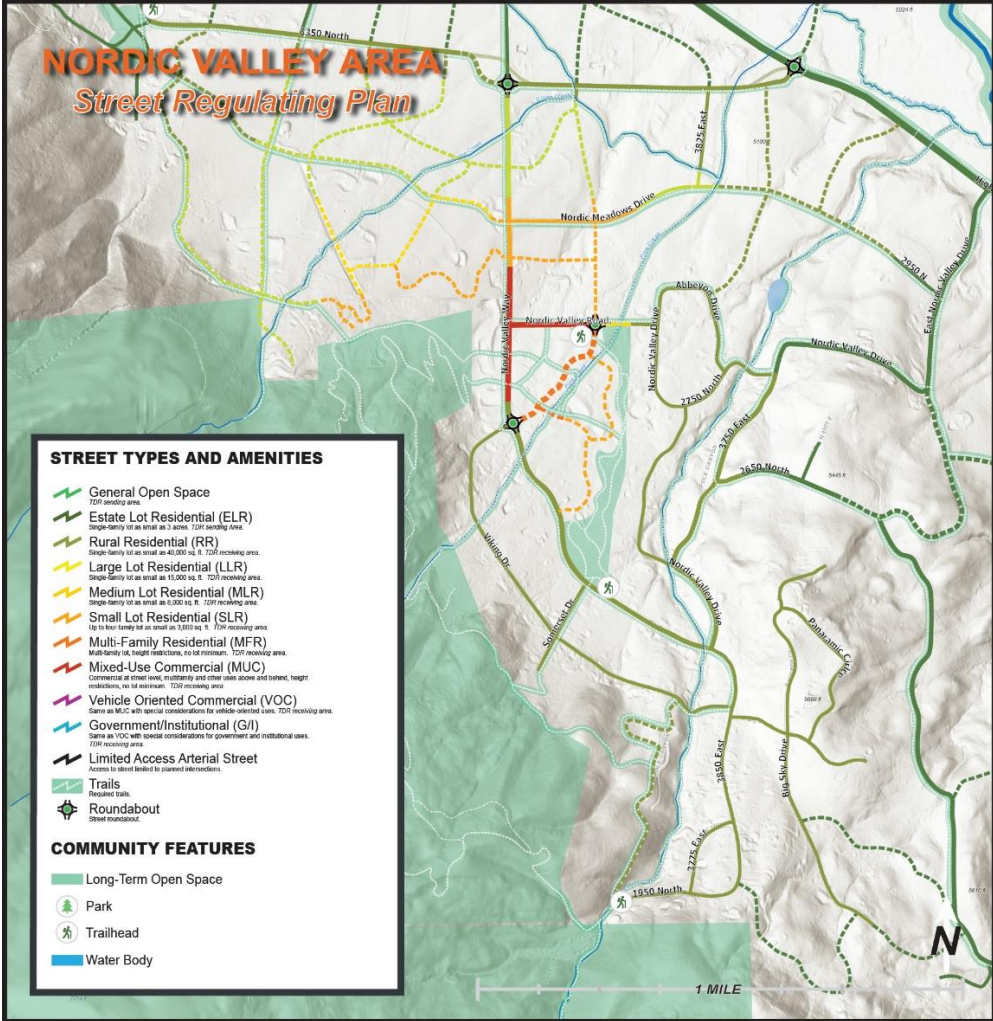 NORDIC VALLEY AREA
Street Regulating Plan
3350 North
5024 ft
3825 East
5100 ft
Nordic Meadows Drive
2950 N
East Nordic Valley Drive
Abbeyon Drive
Nordic Valley Road
Nordic Valley Way
Nordic Valley Drive
Nordic Valley Drive
2750 North
3750 East
2650 North
5445 ft
Viking Dr
Nordic Valley Drive
Somerset Dr
Panaramic Circle
3850 East
Big Sky Drive
3775 East
1950 North
N
1 MILE
STREET TYPES AND AMENITIES
General Open Space
TDR sending area.
Estate Lot Residential (ELR)
Single-family lot as small as 3 acres. TDR sending Area.
Rural Residential (RR)
Single-family lot as small as 40,000 sq. ft. TDR receiving area.
Large Lot Residential (LLR)
Single-family lot as small as 15,000 sq. ft. TDR receiving area.
Medium Lot Residential (MLR)
Single-family lot as small as 8,000 sq. ft. TDR receiving area.
Small Lot Residential (SLR)
Up to four-family lot as small as 3,000 sq. ft. TDR receiving area.
Multi-Family Residential (MFR)
Multi-family lot, height restrictions, no lot minimum. TDR receiving area.
Mixed-Use Commercial (MUC)
Commercial at street level, multifamily and other uses above and behind, height
restrictions, no lot minimum. TDR receiving area
Vehicle Oriented Commercial (VOC)
Same as MUC with special considerations for vehicle-oriented uses. TDR receiving area.
Government/Institutional (G/I)
Same as VOC with special considerations for government and institutional uses.
TDR receiving area.
Limited Access Arterial Street
Access to street limited to planned intersections.
Trails
Required trails.
Roundabout
Street roundabout.
COMMUNITY FEATURES
Long-Term Open Space
Park
Trailhead
Water Body